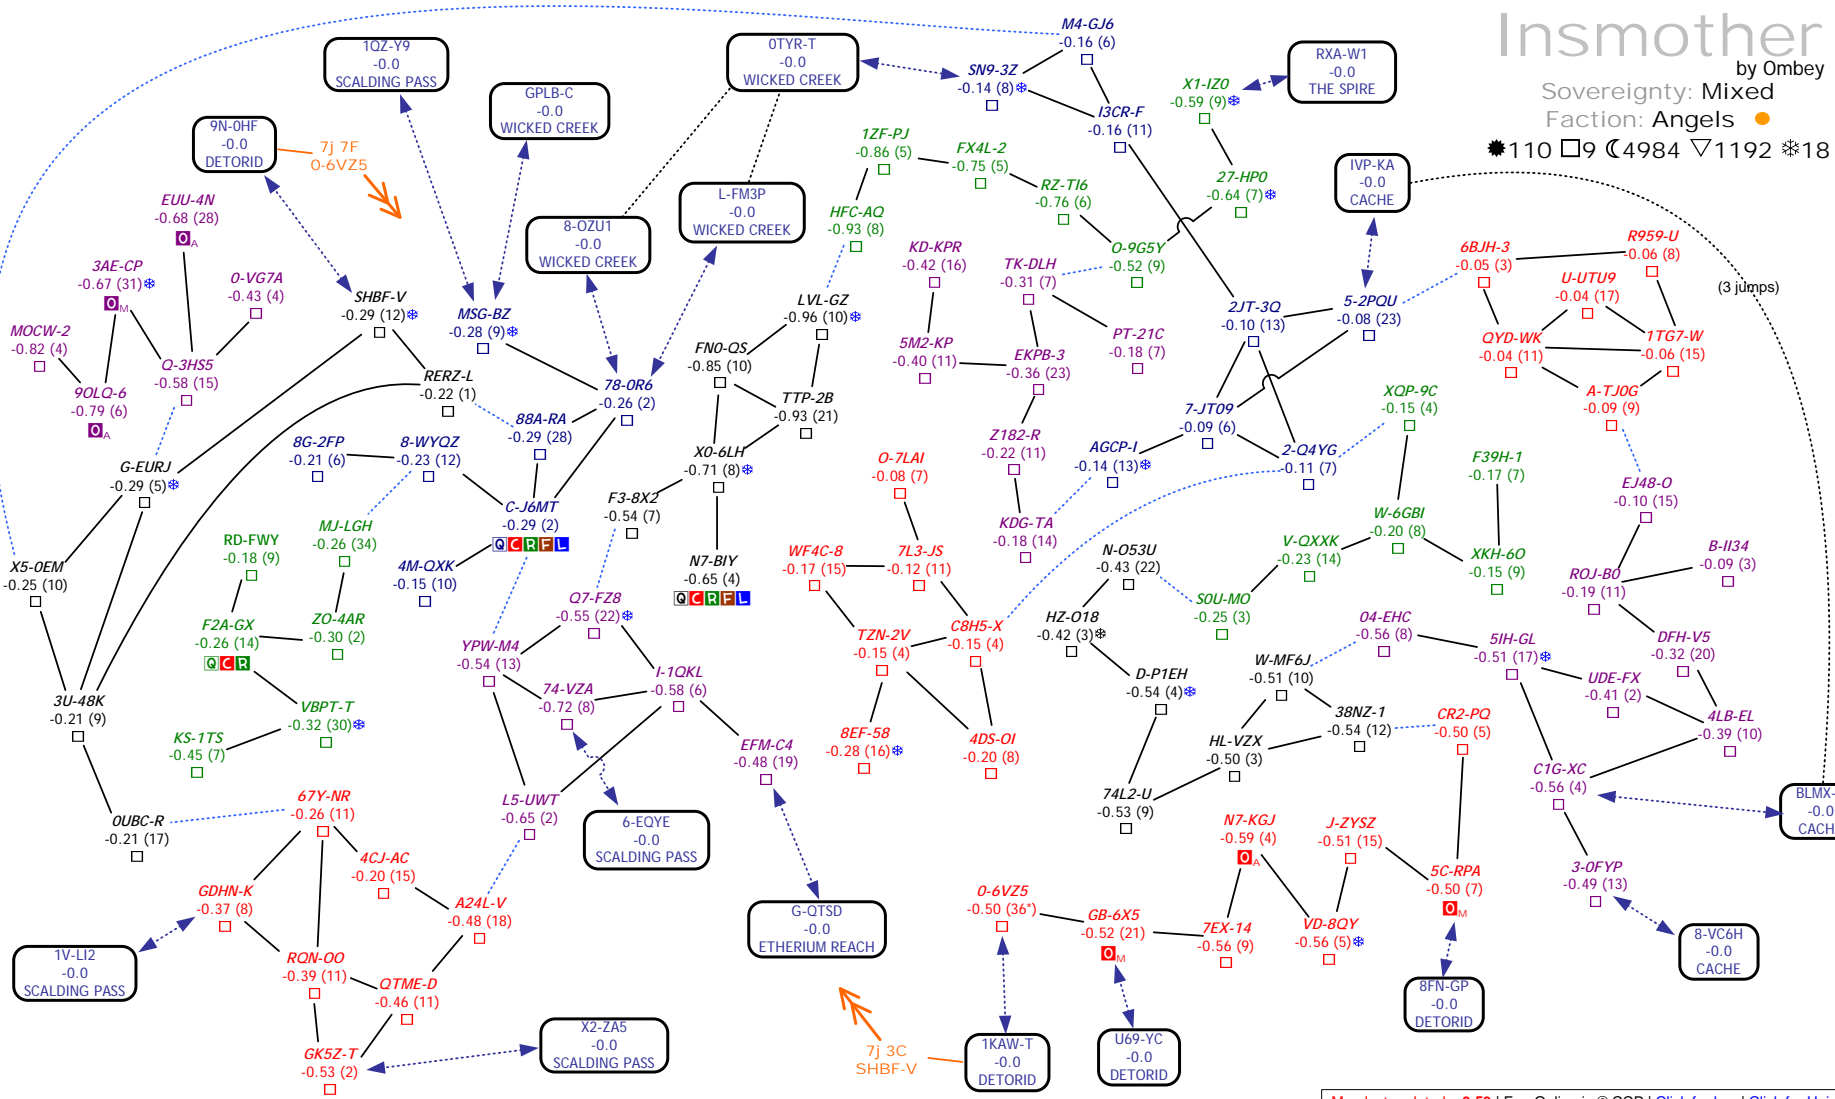 Insmother
by Ombey
Sovereignty: Mixed
Faction: Angels
110 9 4984 1192 18
M4-GJ6
-0.16 (6)
1QZ-Y9
-0.0
SCALDING PASS
0TYR-T
-0.0
WICKED CREEK
SN9-3Z
-0.14 (8)
RXA-W1
-0.0
THE SPIRE
X1-IZ0
-0.59 (9)
GPLB-C
-0.0
WICKED CREEK
I3CR-F
-0.16 (11)
9N-0HF
-0.0
DETORID
7j 7F
0-6VZ5
1ZF-PJ
-0.86 (5)
FX4L-2
-0.75 (5)
RZ-TI6
-0.76 (6)
27-HP0
-0.64 (7)
IVP-KA
-0.0
CACHE
EUU-4N
-0.68 (28)
0
A
L-FM3P
-0.0
WICKED CREEK
8-OZU1
-0.0
WICKED CREEK
HFC-AQ
-0.93 (8)
KD-KPR
-0.42 (16)
TK-DLH
-0.31 (7)
O-9G5Y
-0.52 (9)
6BJH-3
-0.05 (3)
R959-U
-0.06 (8)
3AE-CP
-0.67 (31)
0
M
0-VG7A
-0.43 (4)
SHBF-V
-0.29 (12)
MSG-BZ
-0.28 (9)
LVL-GZ
-0.96 (10)
2JT-3Q
-0.10 (13)
5-2PQU
-0.08 (23)
U-UTU9
-0.04 (17)
(3 jumps)
MOCW-2
-0.82 (4)
Q-3HS5
-0.58 (15)
9OLQ-6
-0.79 (6)
0
A
RERZ-L
-0.22 (1)
78-0R6
-0.26 (2)
FN0-QS
-0.85 (10)
5M2-KP
-0.40 (11)
EKPB-3
-0.36 (23)
PT-21C
-0.18 (7)
QYD-WK
-0.04 (11)
1TG7-W
-0.06 (15)
88A-RA
-0.29 (28)
TTP-2B
-0.93 (21)
XQP-9C
-0.15 (4)
A-TJ0G
-0.09 (9)
7-JT09
-0.09 (6)
8G-2FP
-0.21 (6)
8-WYQZ
-0.23 (12)
X0-6LH
-0.71 (8)
Z182-R
-0.22 (11)
AGCP-I
-0.14 (13)
2-Q4YG
-0.11 (7)
G-EURJ
-0.29 (5)
O-7LAI
-0.08 (7)
F39H-1
-0.17 (7)
EJ48-O
-0.10 (15)
C-J6MT
-0.29 (2)
Q C R F L
F3-8X2
-0.54 (7)
KDG-TA
-0.18 (14)
W-6GBI
-0.20 (8)
RD-FWY
-0.18 (9)
MJ-LGH
-0.26 (34)
4M-QXK
-0.15 (10)
N7-BIY
-0.65 (4)
Q C R F L
WF4C-8
-0.17 (15)
7L3-JS
-0.12 (11)
N-O53U
-0.43 (22)
V-QXXK
-0.23 (14)
XKH-6O
-0.15 (9)
B-II34
-0.09 (3)
X5-0EM
-0.25 (10)
ROJ-B0
-0.19 (11)
Q7-FZ8
-0.55 (22)
S0U-MO
-0.25 (3)
F2A-GX
-0.26 (14)
Q C R
ZO-4AR
-0.30 (2)
TZN-2V
-0.15 (4)
C8H5-X
-0.15 (4)
HZ-O18
-0.42 (3)
04-EHC
-0.56 (8)
5IH-GL
-0.51 (17)
DFH-V5
-0.32 (20)
YPW-M4
-0.54 (13)
I-1QKL
-0.58 (6)
74-VZA
-0.72 (8)
D-P1EH
-0.54 (4)
W-MF6J
-0.51 (10)
UDE-FX
-0.41 (2)
3U-48K
-0.21 (9)
VBPT-T
-0.32 (30)
38NZ-1
-0.54 (12)
CR2-PQ
-0.50 (5)
4LB-EL
-0.39 (10)
KS-1TS
-0.45 (7)
8EF-58
-0.28 (16)
4DS-OI
-0.20 (8)
HL-VZX
-0.50 (3)
EFM-C4
-0.48 (19)
C1G-XC
-0.56 (4)
67Y-NR
-0.26 (11)
L5-UWT
-0.65 (2)
74L2-U
-0.53 (9)
BLMX-
-0.0
CACH
0UBC-R
-0.21 (17)
6-EQYE
-0.0
SCALDING PASS
N7-KGJ
-0.59 (4)
0
A
J-ZYSZ
-0.51 (15)
4CJ-AC
-0.20 (15)
5C-RPA
-0.50 (7)
0
M
3-0FYP
-0.49 (13)
GDHN-K
-0.37 (8)
A24L-V
-0.48 (18)
G-QTSD
-0.0
ETHERIUM REACH
0-6VZ5
-0.50 (36*)
GB-6X5
-0.52 (21)
0
M
7EX-14
-0.56 (9)
VD-8QY
-0.56 (5)
8-VC6H
-0.0
CACHE
1V-LI2
-0.0
SCALDING PASS
RQN-OO
-0.39 (11)
QTME-D
-0.46 (11)
8FN-GP
-0.0
DETORID
X2-ZA5
-0.0
SCALDING PASS
GK5Z-T
-0.53 (2)
7j 3C
SHBF-V
1KAW-T
-0.0
DETORID
U69-YC
-0.0
DETORID